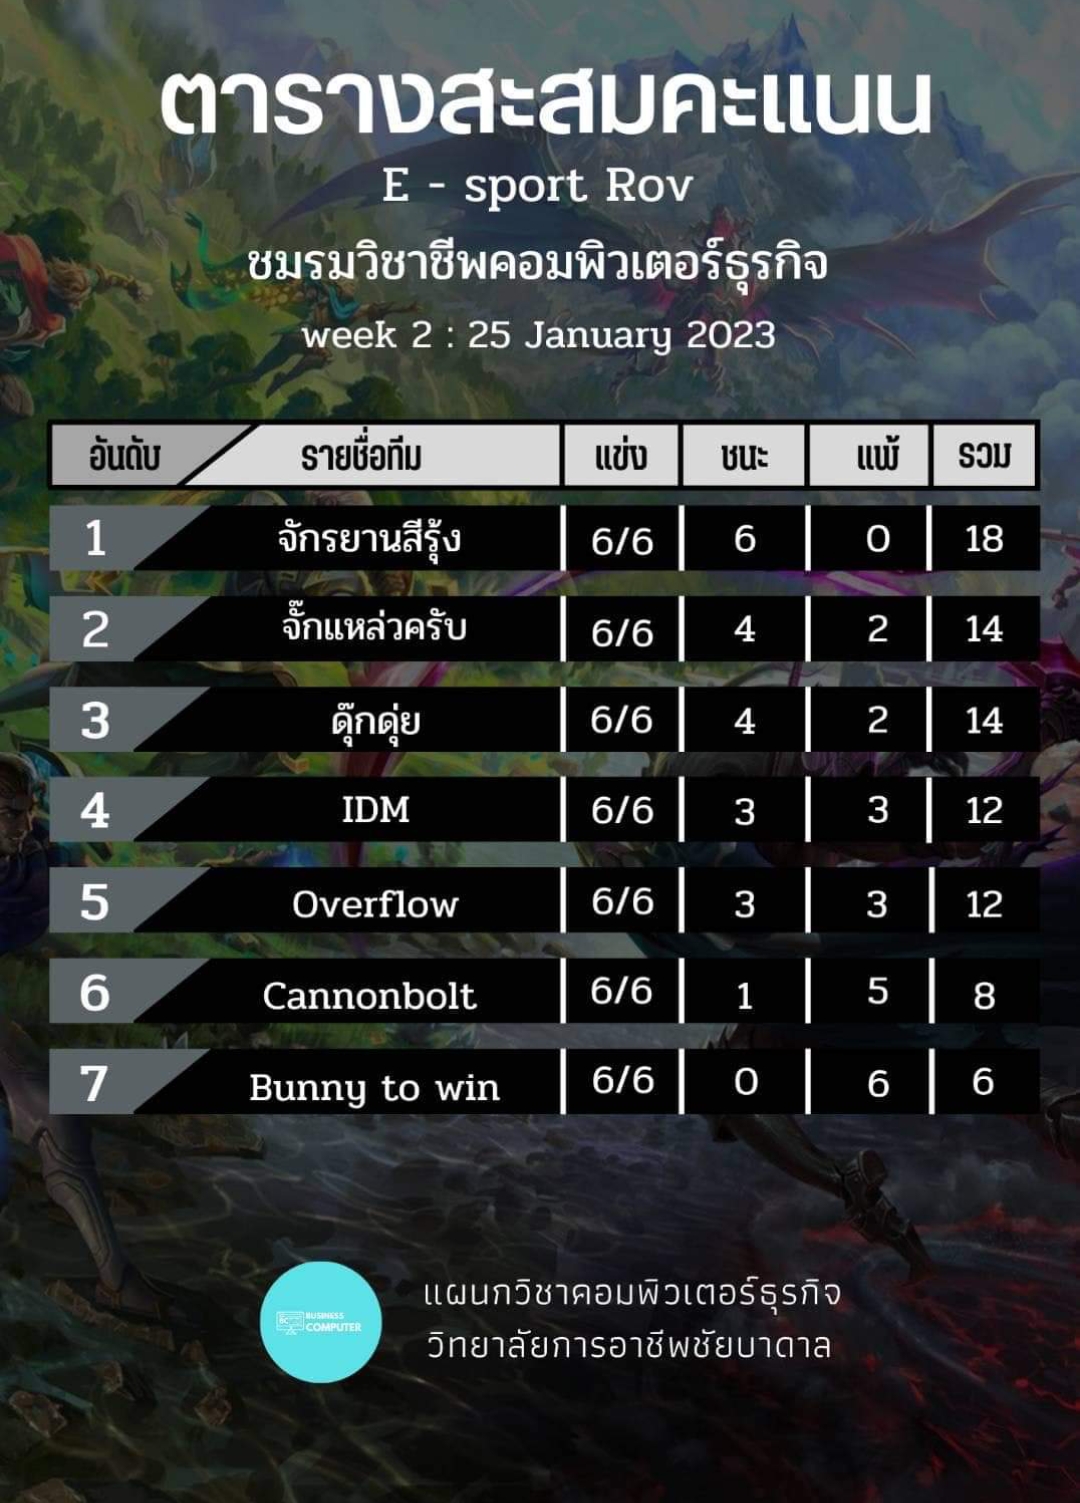 ตารางสะสมคะแนน
E - sport Rov
ชมรมวิชาชีพคอมพิวเตอร์ธุรกิจ
week 2 : 25 January 2023
อันดับ รายชื่อทีม แข่ง ชนะ แพ้ รวม
1 จักรยานสีรุ้ง 6/6 6 0 18
2 จั๊กแหล่วครับ 6/6 4 2 14
3 ดุ๊กดุ่ย 6/6 4 2 14
4 IDM 6/6 3 3 12
5 Overflow 6/6 3 3 12
6 Cannonbolt 6/6 1 5 8
7 Bunny to win 6/6 0 6 6
BC BUSINESS
COMPUTER
แผนกวิชาคอมพิวเตอร์ธุรกิจ
วิทยาลัยการอาชีพชัยบาดาล